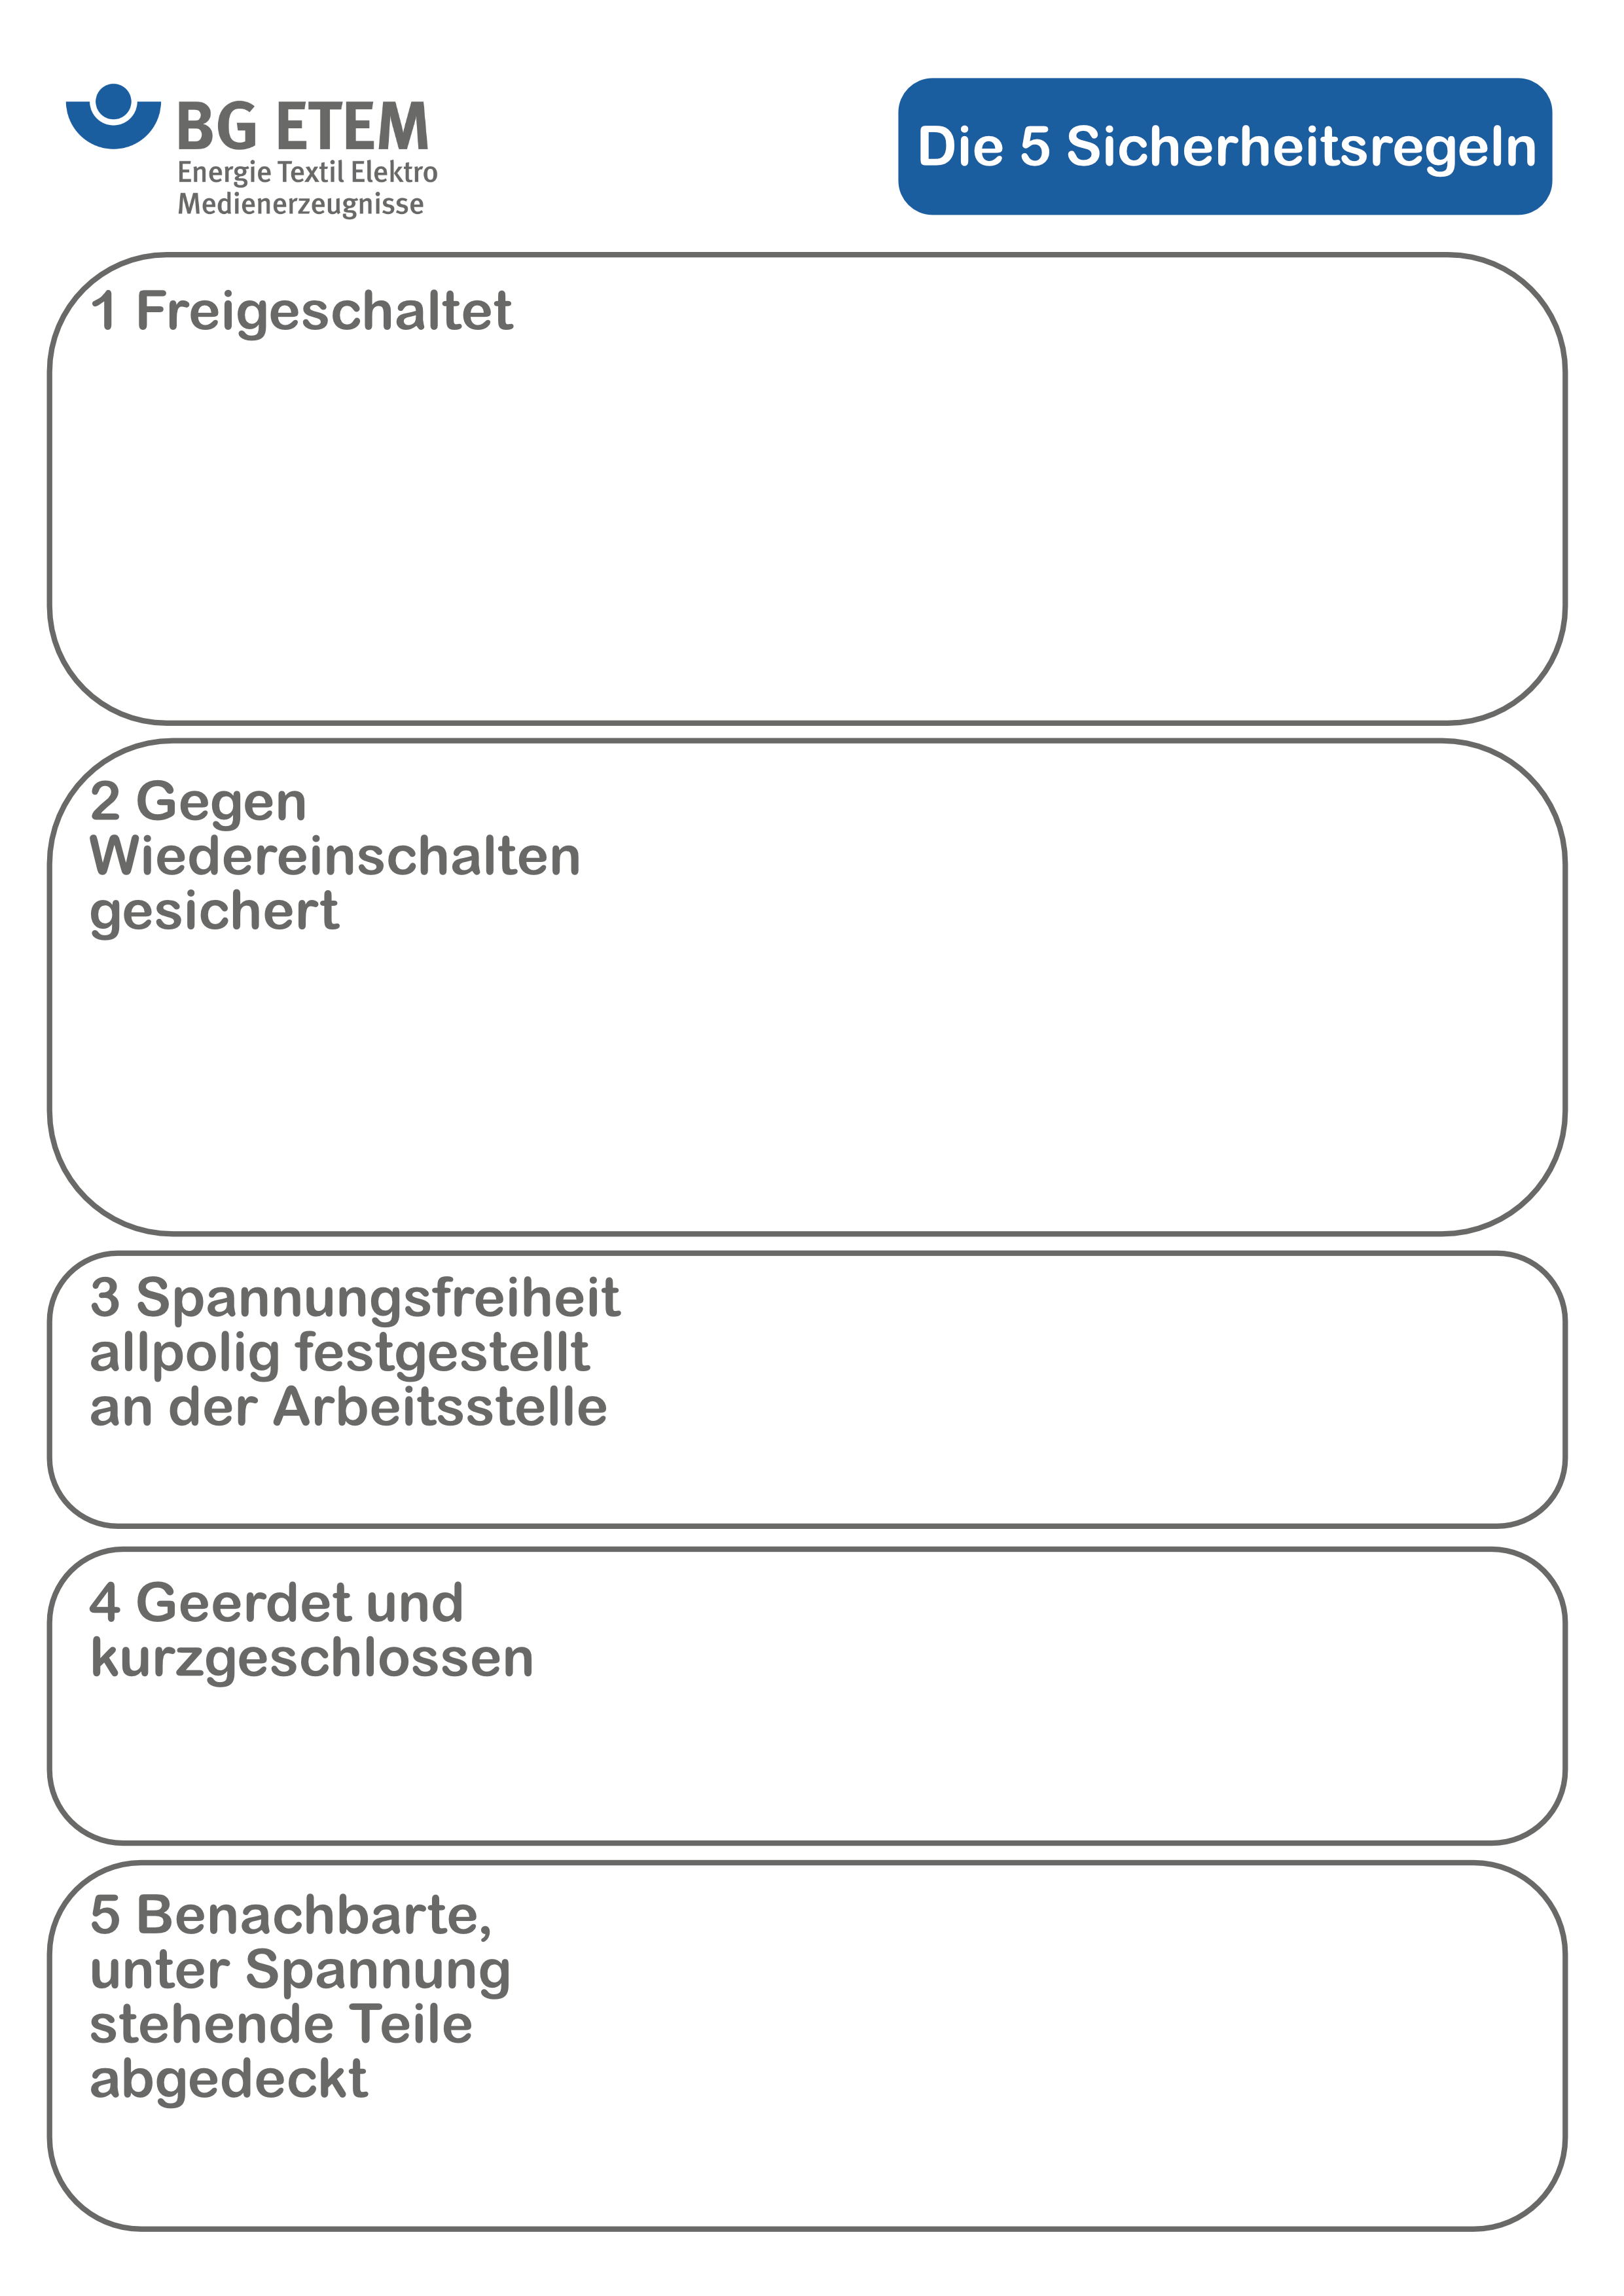 BG ETEM
Energie Textil Elektro
Medienerzeugnisse
Die 5 Sicherheitsregeln
1 Freigeschaltet
2 Gegen
Wiedereinschalten
gesichert
3 Spannungsfreiheit
allpolig festgestellt
an der Arbeitsstelle
4 Geerdet und
kurzgeschlossen
5 Benachbarte,
unter Spannung
stehende Teile
abgedeckt